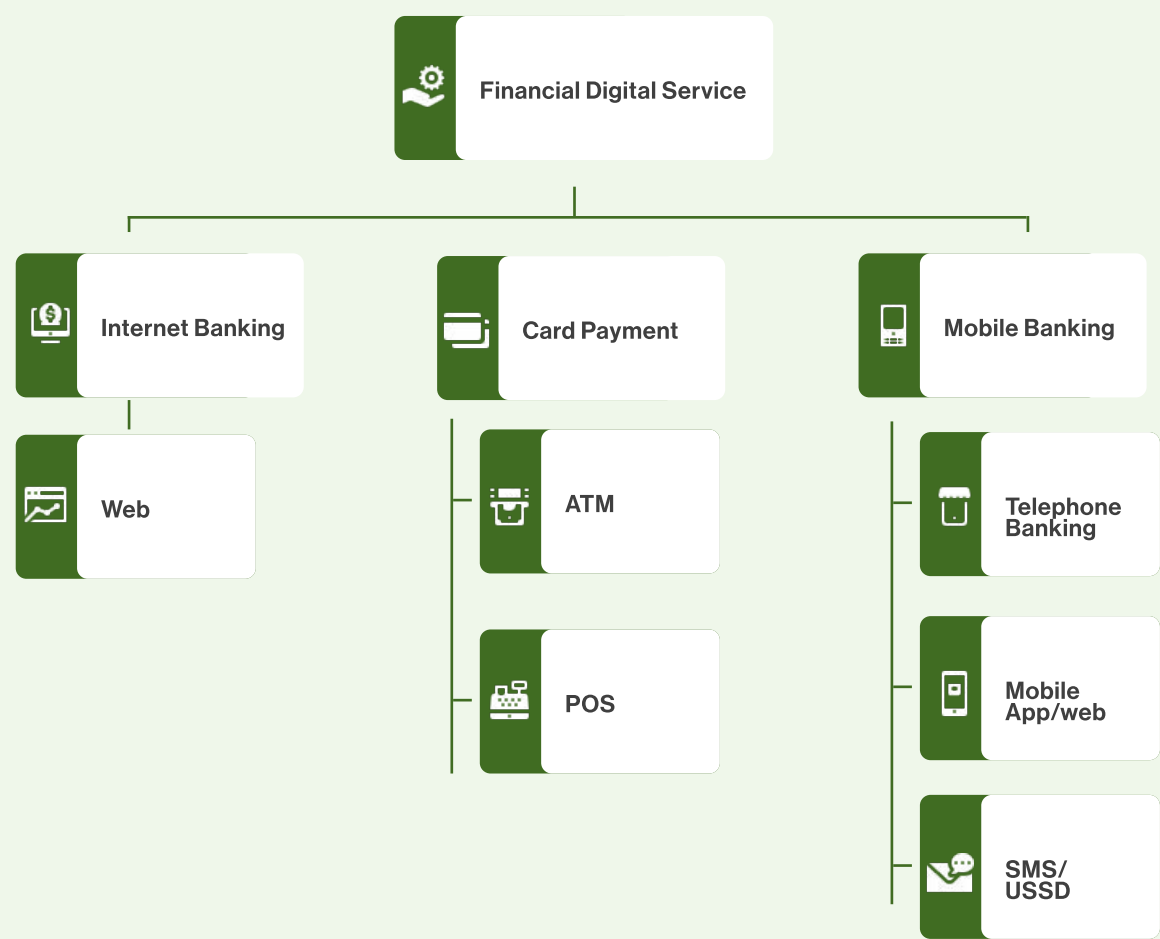 Financial Digital Service
Internet Banking
Card Payment
Mobile Banking
Web
ATM
POS
Telephone
Banking
Mobile
App/web
SMS/
USSD